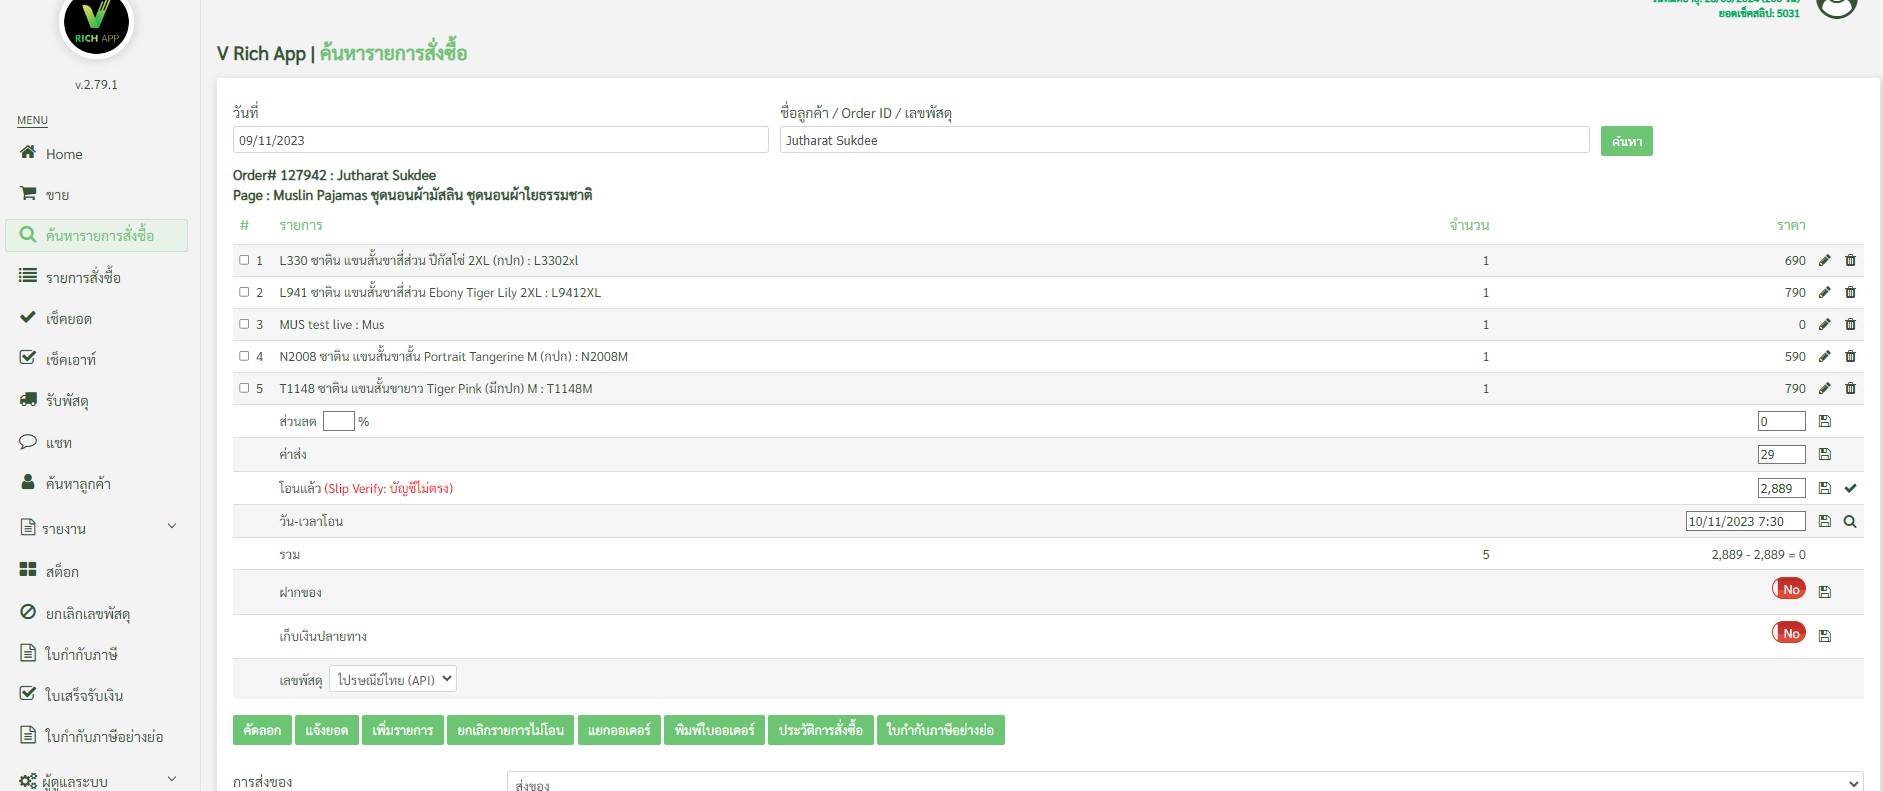 ยอดเช็คสลิป: 5031
RICH APP
v.2.79.1
MENU
Home
ขาย
ค้นหารายการสั่งซื้อ
รายการสั่งซื้อ
เช็คยอด
เช็คเอาท์
รับพัสดุ
แชท
ค้นหาลูกค้า
รายงาน
สต็อก
ยกเลิกเลขพัสดุ
ใบกำกับภาษี
ใบเสร็จรับเงิน
ใบกำกับภาษีอย่างย่อ
ผู้ดูแลระบบ
V Rich App | ค้นหารายการสั่งซื้อ
วันที่ ชื่อลูกค้า / Order ID / เลขพัสดุ
09/11/2023 Jutharat Sukdee ค้นหา
Order# 127942 : Jutharat Sukdee
Page : Muslin Pajamas ชุดนอนผ้ามัสลิน ชุดนอนผ้าใยธรรมชาติ
# รายการ จำนวน ราคา
1 L330 ซาติน แขนสั้นขาสี่ส่วน ปีกัสโซ่ 2XL (กปก) : L3302xl 1 690
2 L941 ซาติน แขนสั้นขาสี่ส่วน Ebony Tiger Lily 2XL : L9412XL 1 790
3 MUS test live : Mus 1 0
4 N2008 ซาติน แขนสั้นขาสั้น Portrait Tangerine M (กปก) : N2008M 1 590
5 T1148 ซาติน แขนสั้นขายาว Tiger Pink (มีกปก) M : T1148M 1 790
ส่วนลด % 0
ค่าส่ง 29
โอนแล้ว (Slip Verify: บัญชีไม่ตรง) 2,889
วัน-เวลาโอน 10/11/2023 7:30
รวม 5 2,889 - 2,889 = 0
ฝากของ No
เก็บเงินปลายทาง No
เลขพัสดุ ไปรษณีย์ไทย (API)
คัดลอก แจ้งยอด เพิ่มรายการ ยกเลิกรายการไม่โอน แยกออเดอร์ พิมพ์ใบออเดอร์ ประวัติการสั่งซื้อ ใบกำกับภาษีอย่างย่อ
การส่งของ ส่งของ